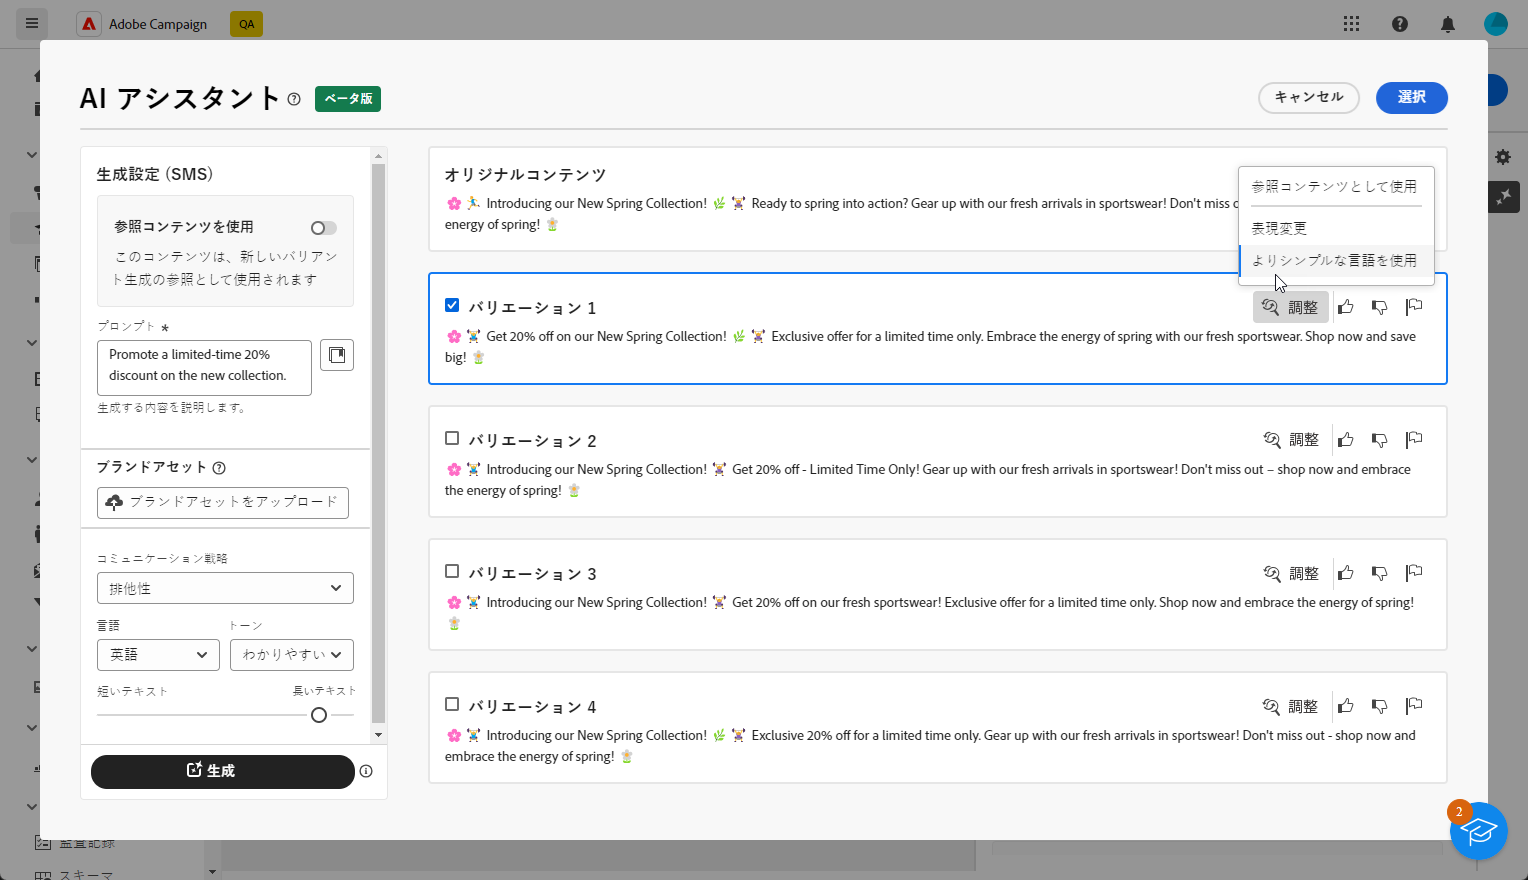 Adobe Campaign
QA
AI アシスタント
ベータ版
キャンセル
選択
生成設定 (SMS)
参照コンテンツを使用
このコンテンツは、新しいバリアン
ト生成の参照として使用されます
プロンプト *
Promote a limited-time 20%
discount on the new collection.
生成する内容を説明します。
ブランドアセット
ブランドアセットをアップロード
コミュニケーション戦略
排他性
言語
トーン
英語
わかりやすい
短いテキスト
長いテキスト
生成
オリジナルコンテンツ
Introducing our New Spring Collection! Ready to spring into action? Gear up with our fresh arrivals in sportswear! Don't miss
energy of spring!
参照コンテンツとして使用
表現変更
よりシンプルな言語を使用
バリエーション 1
調整
Get 20% off on our New Spring Collection! Exclusive offer for a limited time only. Embrace the energy of spring with our fresh sportswear. Shop now and save
big!
バリエーション 2
調整
Introducing our New Spring Collection! Get 20% off - Limited Time Only! Gear up with our fresh arrivals in sportswear! Don't miss out – shop now and embrace
the energy of spring!
バリエーション 3
調整
Introducing our New Spring Collection! Get 20% off on our fresh sportswear! Exclusive offer for a limited time only. Shop now and embrace the energy of spring!
バリエーション 4
調整
Introducing our New Spring Collection! Exclusive 20% off for a limited time only. Gear up with our fresh arrivals in sportswear! Don't miss out - shop now and
embrace the energy of spring!
2
監査記録
スキーマ